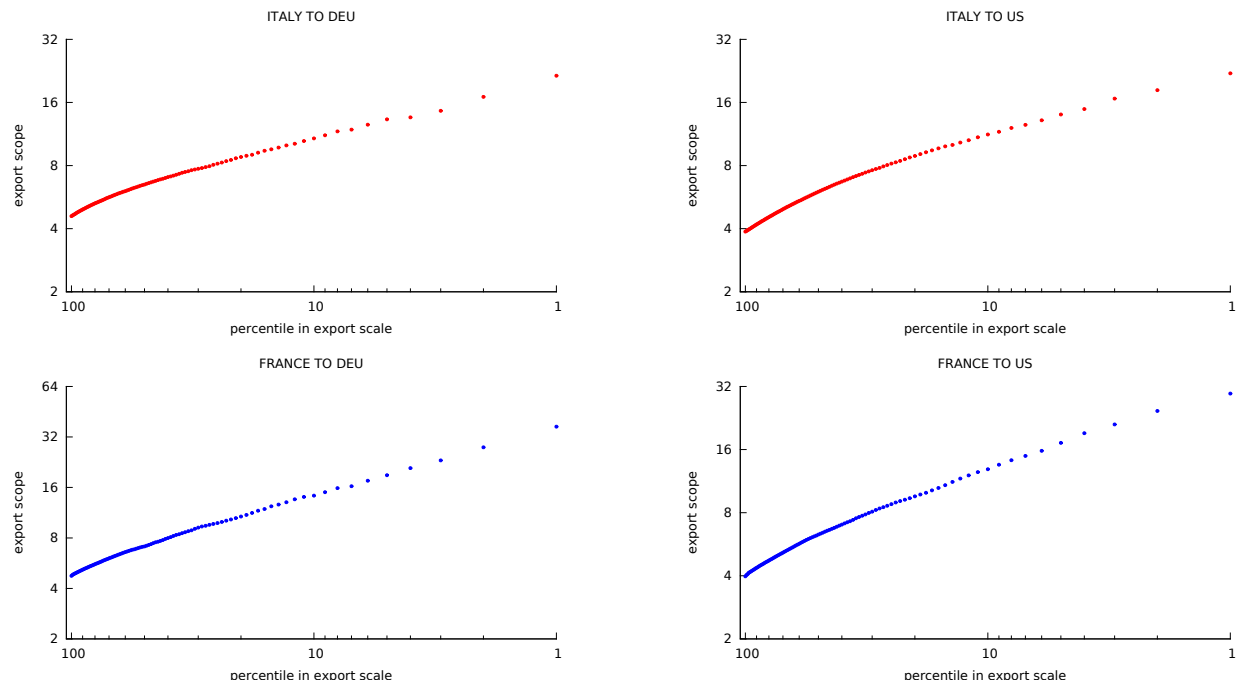 ITALY TO DEU
32
16
8
4
2
export scope
100
10
1
percentile in export scale
ITALY TO US
32
16
8
4
2
export scope
100
10
1
percentile in export scale
FRANCE TO DEU
64
32
16
8
4
2
export scope
100
10
1
percentile in export scale
FRANCE TO US
32
16
8
4
2
export scope
100
10
1
percentile in export scale